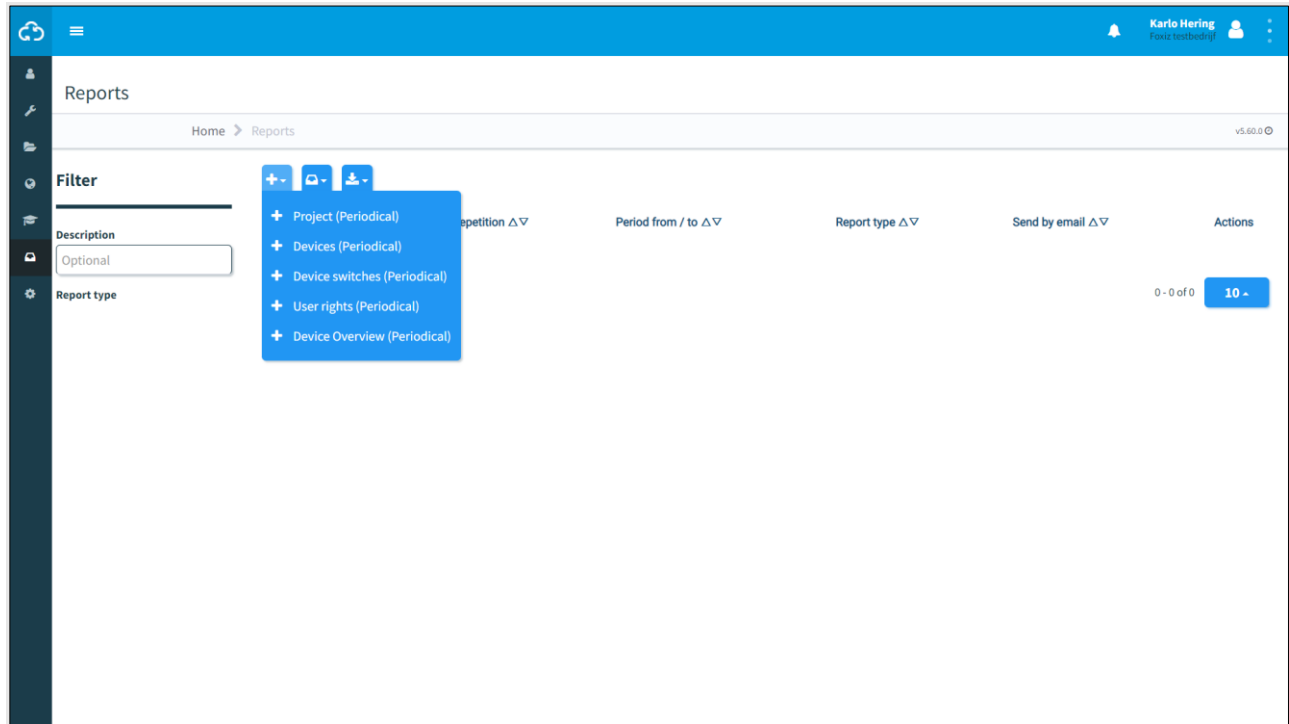 Karlo Hering
Foxiz testbedrijf
Reports
Home Reports
v5.60.0
Filter
Description
Optional
Report type
Project (Periodical)
Devices (Periodical)
Device switches (Periodical)
User rights (Periodical)
Device Overview (Periodical)
epetition Period from / to Report type Send by email Actions
0 - 0 of 0 10